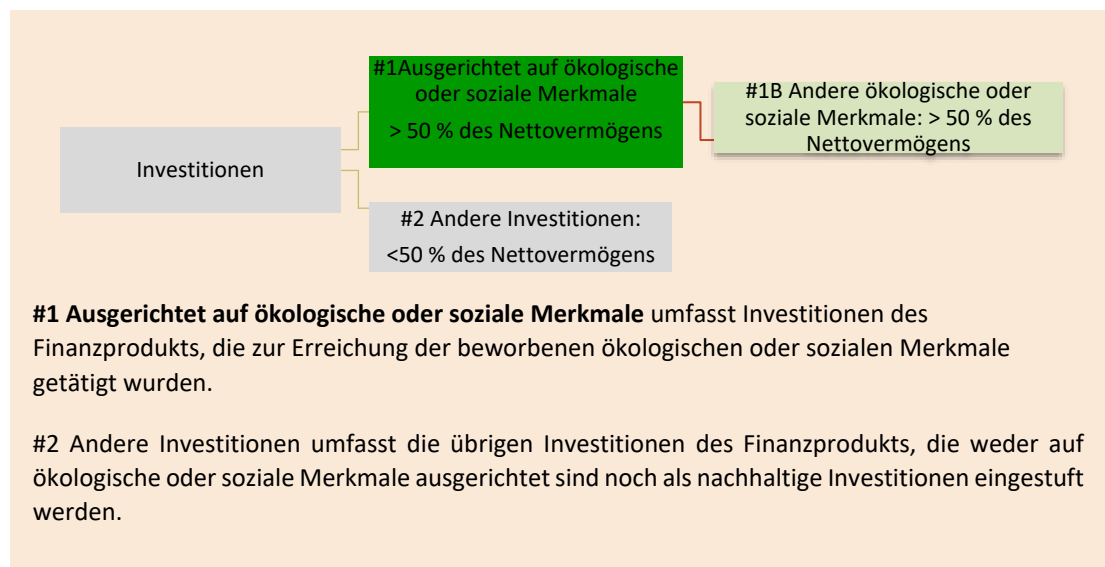 #1Ausgerichtet auf ökologische
oder soziale Merkmale
> 50 % des Nettovermögens
#1B Andere ökologische oder
soziale Merkmale: > 50 % des
Nettovermögens
Investitionen
#2 Andere Investitionen:
<50 % des Nettovermögens
#1 Ausgerichtet auf ökologische oder soziale Merkmale umfasst Investitionen des
Finanzprodukts, die zur Erreichung der beworbenen ökologischen oder sozialen Merkmale
getätigt wurden.
#2 Andere Investitionen umfasst die übrigen Investitionen des Finanzprodukts, die weder auf
ökologische oder soziale Merkmale ausgerichtet sind noch als nachhaltige Investitionen eingestuft
werden.